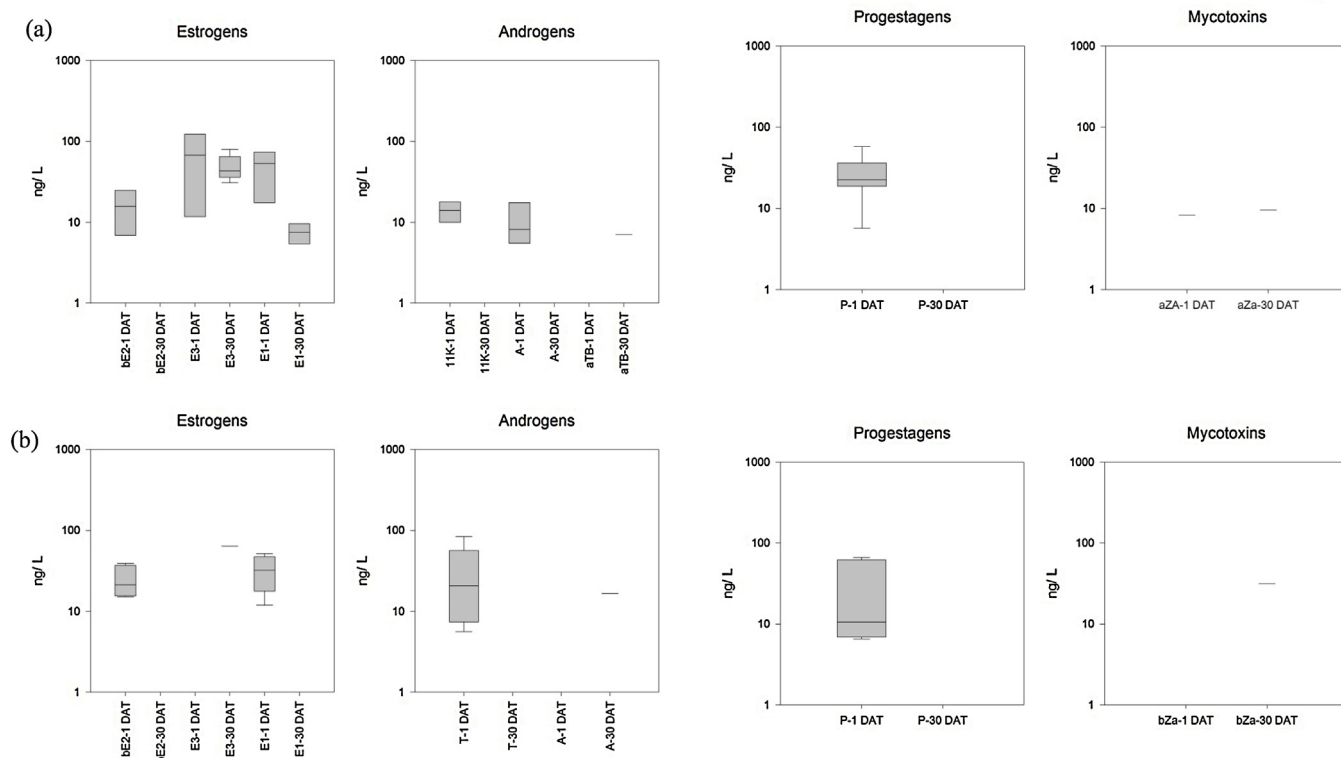 (a)
Estrogens
ng/ L
1000
100
10
1
bE2-1 DAT
bE2-30 DAT
E3-1 DAT
E3-30 DAT
E1-1 DAT
E1-30 DAT
Androgens
ng/ L
1000
100
10
1
11K-1 DAT
11K-30 DAT
A-1 DAT
A-30 DAT
aTB-1 DAT
aTB-30 DAT
Progestagens
ng/ L
1000
100
10
1
P-1 DAT
P-30 DAT
Mycotoxins
ng/ L
1000
100
10
1
aZA-1 DAT
aZa-30 DAT
(b)
Estrogens
ng/ L
1000
100
10
1
bE2-1 DAT
E2-30 DAT
E3-1 DAT
E3-30 DAT
E1-1 DAT
E1-30 DAT
Androgens
ng/ L
1000
100
10
1
T-1 DAT
T-30 DAT
A-1 DAT
A-30 DAT
Progestagens
ng/ L
1000
100
10
1
P-1 DAT
P-30 DAT
Mycotoxins
ng/ L
1000
100
10
1
bZa-1 DAT
bZa-30 DAT